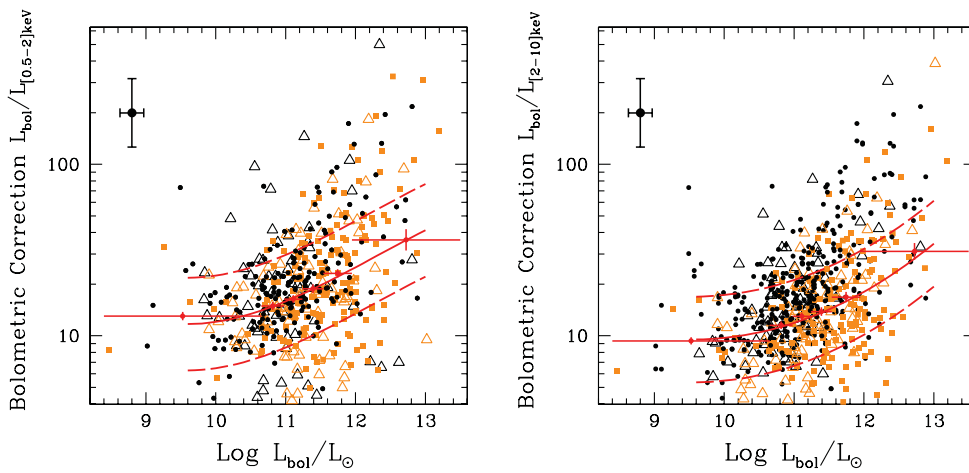 Bolometric Correction L_bol/L_[0.5−2]keV
100
10
9 10 11 12 13
Log L_bol/L_⊙
Bolometric Correction L_bol/L_[2−10]keV
100
10
9 10 11 12 13
Log L_bol/L_⊙